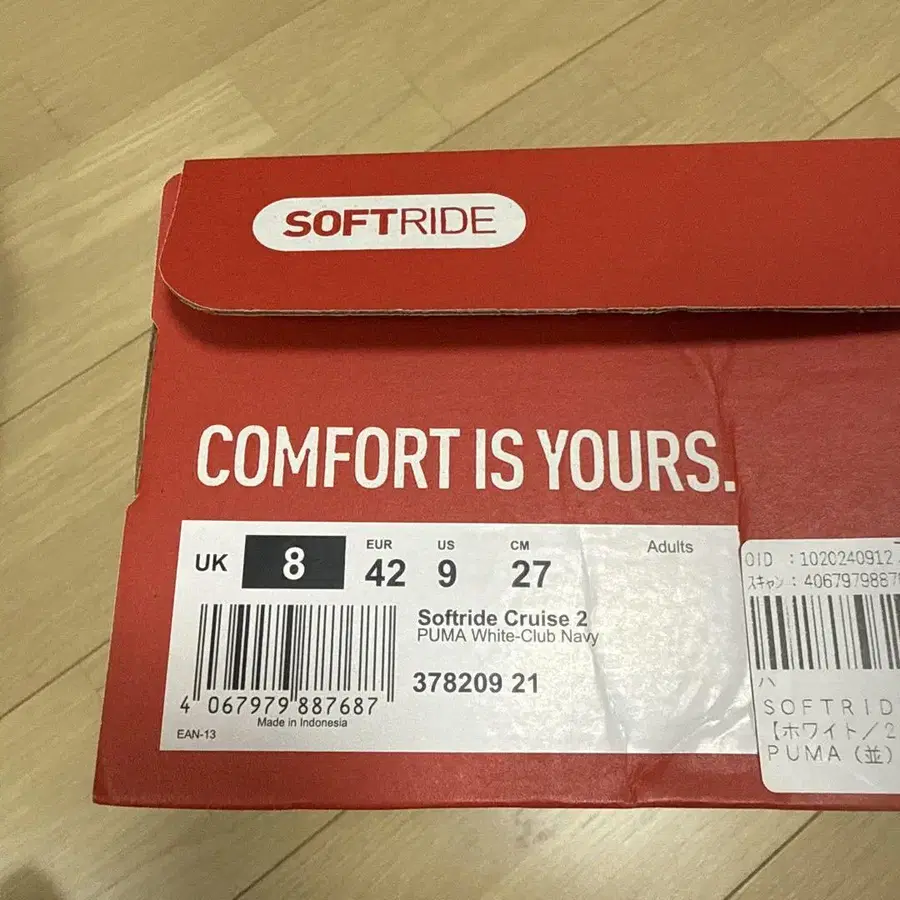 SOFTRIDE
COMFORT IS YOURS.
UK 8 EUR 42 US 9 CM 27 Adults
Softride Cruise 2
PUMA White-Club Navy
378209 21
4 067979 887687
Made in Indonesia
EAN-13
OID :1020240912
スキャン:4067979887
ハ
SOFTRID
【ホワイト/2
PUMA(並)